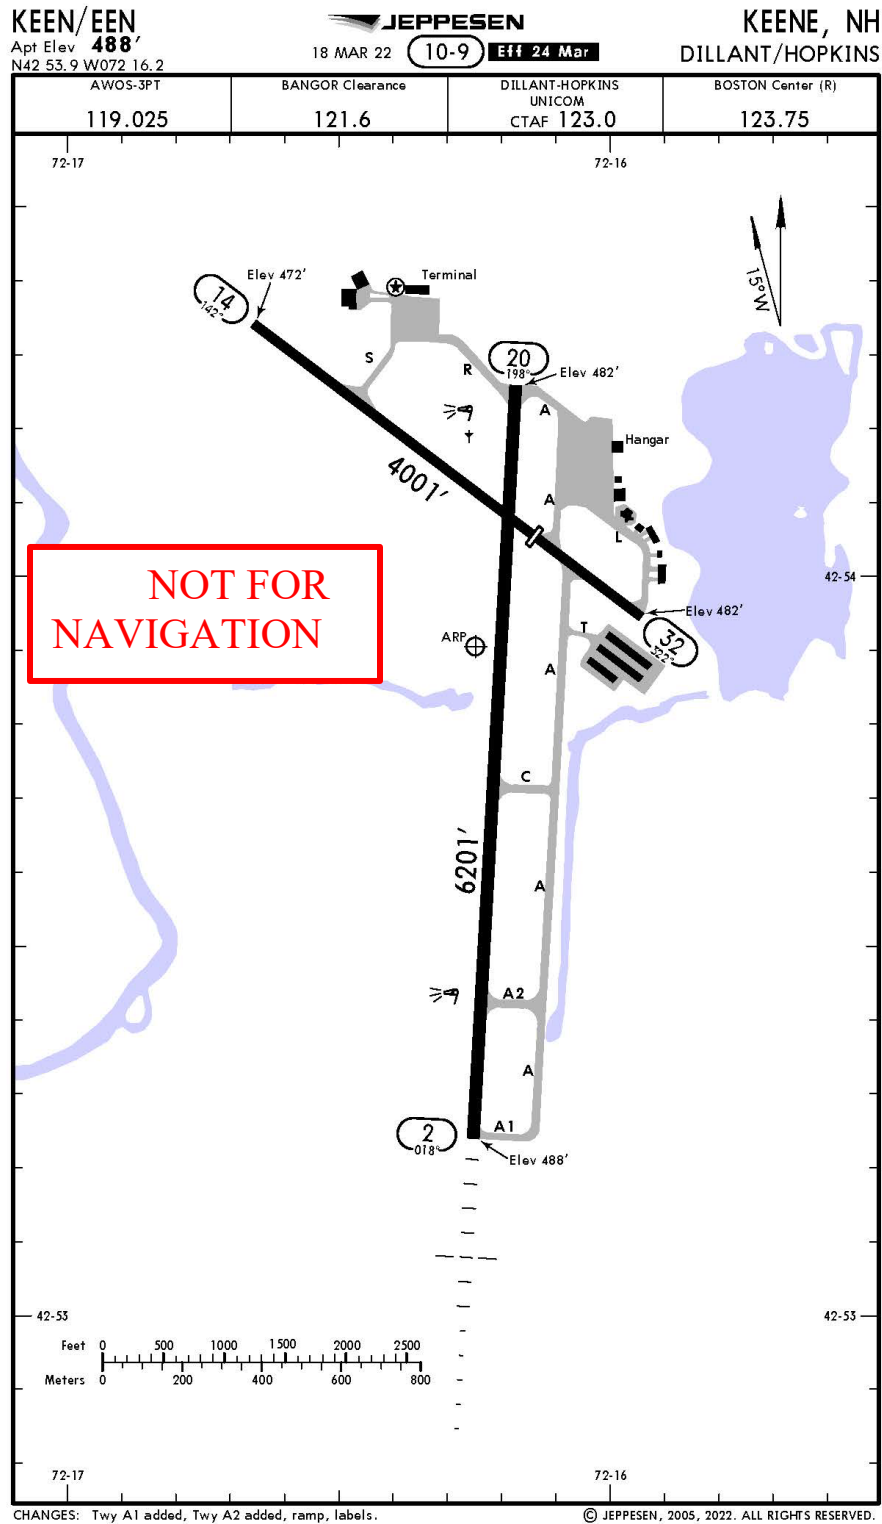 KEEN/EEN
Apt Elev 488'
N42 53.9 W072 16.2
JEPPESEN
18 MAR 22 10-9 Eff 24 Mar
KEENE, NH
DILLANT/HOPKINS
AWOS-3PT
119.025
BANGOR Clearance
121.6
DILLANT-HOPKINS
UNICOM
CTAF 123.0
BOSTON Center (R)
123.75
72-17
72-16
15°W
Elev 472'
14
142°
Terminal
S
R
20
198°
Elev 482'
A
Hangar
4001'
A
L
NOT FOR
NAVIGATION
42-54
Elev 482'
T
32
322°
ARP
A
C
6201'
A
A2
A
A1
2
018°
Elev 488'
42-53
42-53
Feet 0 500 1000 1500 2000 2500
Meters 0 200 400 600 800
72-17
72-16
CHANGES: Twy A1 added, Twy A2 added, ramp, labels.
© JEPPESEN, 2005, 2022. ALL RIGHTS RESERVED.